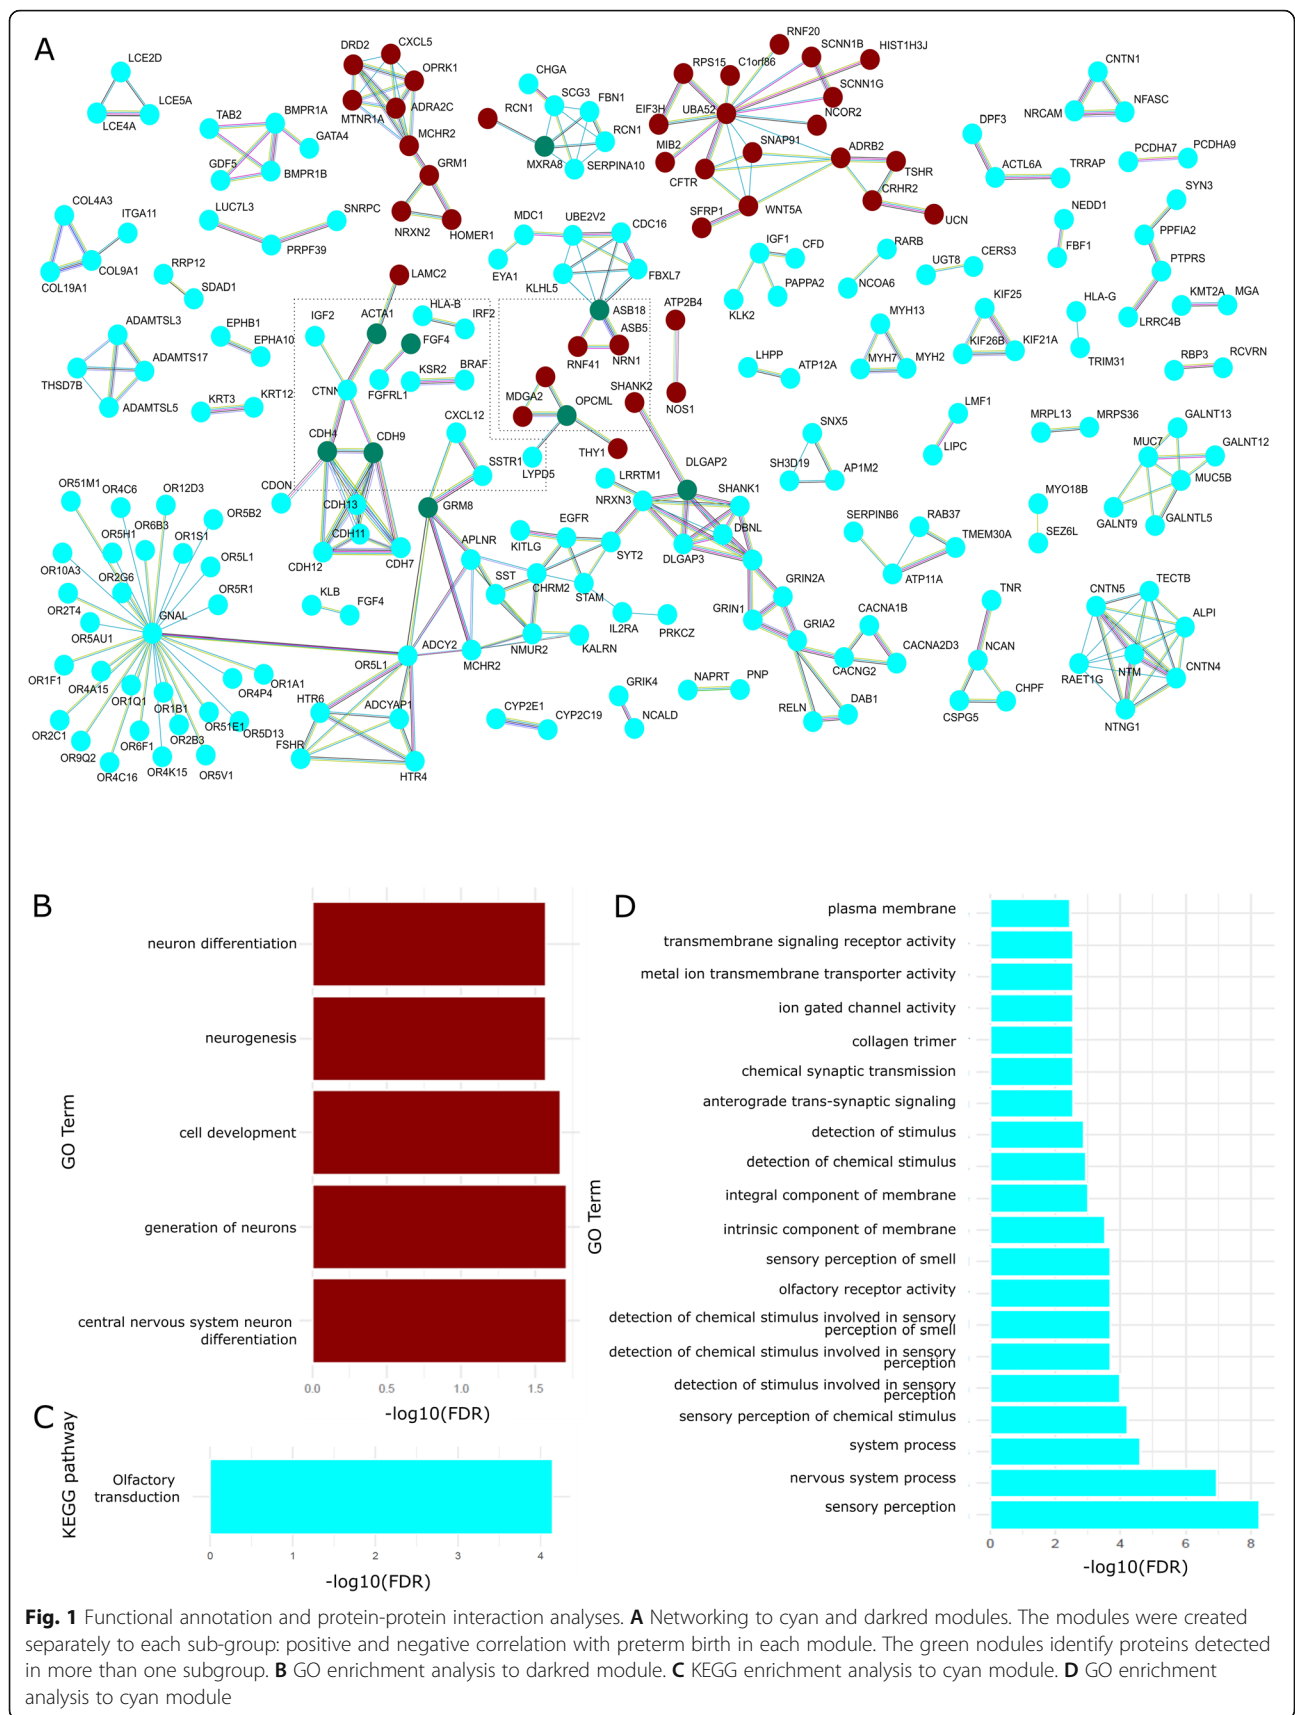 A
LCE2D
LCE5A
LCE4A
TAB2
BMPR1A
GATA4
GDF5
BMPR1B
DRD2
CXCL5
OPRK1
MTNR1A
ADRA2C
MCHR2
GRM1
NRXN2
HOMER1
CHGA
SCG3
FBN1
RCN1
RCN1
MXRA8
SERPINA10
RNF20
SCNN1B
HIST1H3J
RPS15
C1orf86
SCNN1G
EIF3H
UBA52
NCOR2
MIB2
SNAP91
ADRB2
TSHR
CFTR
CRHR2
SFRP1
WNT5A
UCN
CNTN1
NRCAM
NFASC
DPF3
ACTL6A
TRRAP
PCDHA7
PCDHA9
SYN3
COL4A3
ITGA11
COL9A1
COL19A1
LUC7L3
SNRPC
PRPF39
RRP12
SDAD1
MDC1
UBE2V2
CDC16
EYA1
KLHL5
FBXL7
IGF1
CFD
PAPPA2
KLK2
RARB
NCOA6
UGT8
CERS3
NEDD1
FBF1
PPFIA2
PTPRS
LRRC4B
KMT2A
MGA
LAMC2
ACTA1
HLA-B
IRF2
IGF2
FGF4
KSR2
BRAF
FGFRL1
CTNN
ASB18
ASB5
RNF41
NRN1
ATP2B4
NOS1
MYH13
MYH7
MYH2
KIF25
KIF26B
KIF21A
HLA-G
TRIM31
RBP3
RCVRN
ADAMTSL3
ADAMTS17
THSD7B
ADAMTSL5
EPHB1
EPHA10
KRT3
KRT12
LHPP
ATP12A
MDGA2
OPCML
SHANK2
THY1
LYPD5
CXCL12
SSTR1
CDH4
CDH9
CDON
CDH13
CDH11
CDH12
CDH7
GRM8
LMF1
LIPC
MRPL13
MRPS36
GALNT13
MUC7
GALNT12
MUC5B
GALNT9
GALNTL5
SNX5
SH3D19
AP1M2
DLGAP2
LRRTM1
NRXN3
SHANK1
DBNL
DLGAP3
MYO18B
SEZ6L
SERPINB6
RAB37
TMEM30A
ATP11A
OR51M1
OR4C6
OR12D3
OR6B3
OR5B2
OR5H1
OR1S1
OR10A3
OR2G6
OR5L1
OR2T4
OR5R1
GNAL
OR5AU1
OR1F1
OR4A15
OR1Q1
OR1B1
OR4P4
OR1A1
OR2C1
OR9Q2
OR6F1
OR2B3
OR51E1
OR5D13
OR4C16
OR4K15
OR5V1
KLB
FGF4
APLNR
KITLG
EGFR
SYT2
SST
CHRM2
STAM
IL2RA
PRKCZ
NMUR2
KALRN
OR5L1
ADCY2
MCHR2
HTR6
ADCYAP1
FSHR
HTR4
GRIN2A
GRIN1
GRIA2
CACNA1B
CACNA2D3
CACNG2
RELN
DAB1
NAPRT
PNP
GRIK4
NCALD
CYP2E1
CYP2C19
TNR
NCAN
CSPG5
CHPF
CNTN5
TECTB
ALPI
RAET1G
NTM
CNTN4
NTNG1
B
GO Term
neuron differentiation
neurogenesis
cell development
generation of neurons
central nervous system neuron
differentiation
0.0 0.5 1.0 1.5
-log10(FDR)
C
KEGG pathway
Olfactory
transduction
0 1 2 3 4
-log10(FDR)
D
GO Term
plasma membrane
transmembrane signaling receptor activity
metal ion transmembrane transporter activity
ion gated channel activity
collagen trimer
chemical synaptic transmission
anterograde trans-synaptic signaling
detection of stimulus
detection of chemical stimulus
integral component of membrane
intrinsic component of membrane
sensory perception of smell
olfactory receptor activity
detection of chemical stimulus involved in sensory
perception of smell
detection of chemical stimulus involved in sensory
perception
detection of stimulus involved in sensory
perception
sensory perception of chemical stimulus
system process
nervous system process
sensory perception
0 2 4 6 8
-log10(FDR)
Fig. 1 Functional annotation and protein-protein interaction analyses. A Networking to cyan and darkred modules. The modules were created
separately to each sub-group: positive and negative correlation with preterm birth in each module. The green nodules identify proteins detected
in more than one subgroup. B GO enrichment analysis to darkred module. C KEGG enrichment analysis to cyan module. D GO enrichment
analysis to cyan module